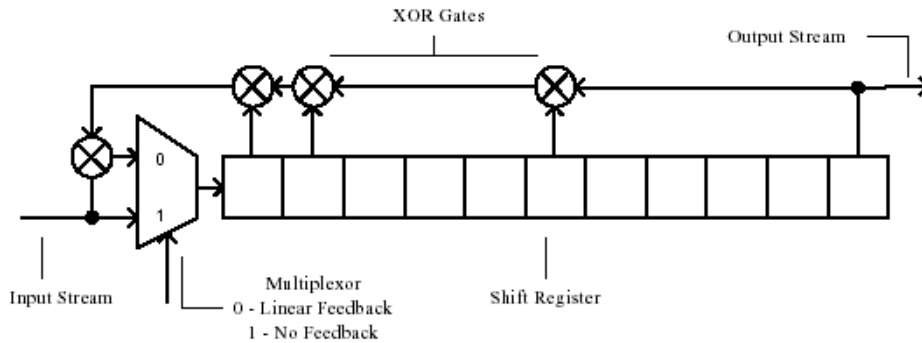 XOR Gates
Output Stream
0
1
Input Stream
Multiplexor
0 - Linear Feedback
1 - No Feedback
Shift Register